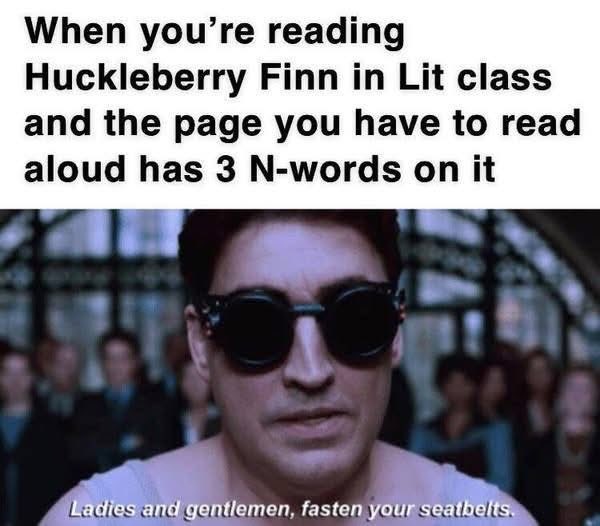 When you’re reading
Huckleberry Finn in Lit class
and the page you have to read
aloud has 3 N-words on it
Ladies and gentlemen, fasten your seatbelts.